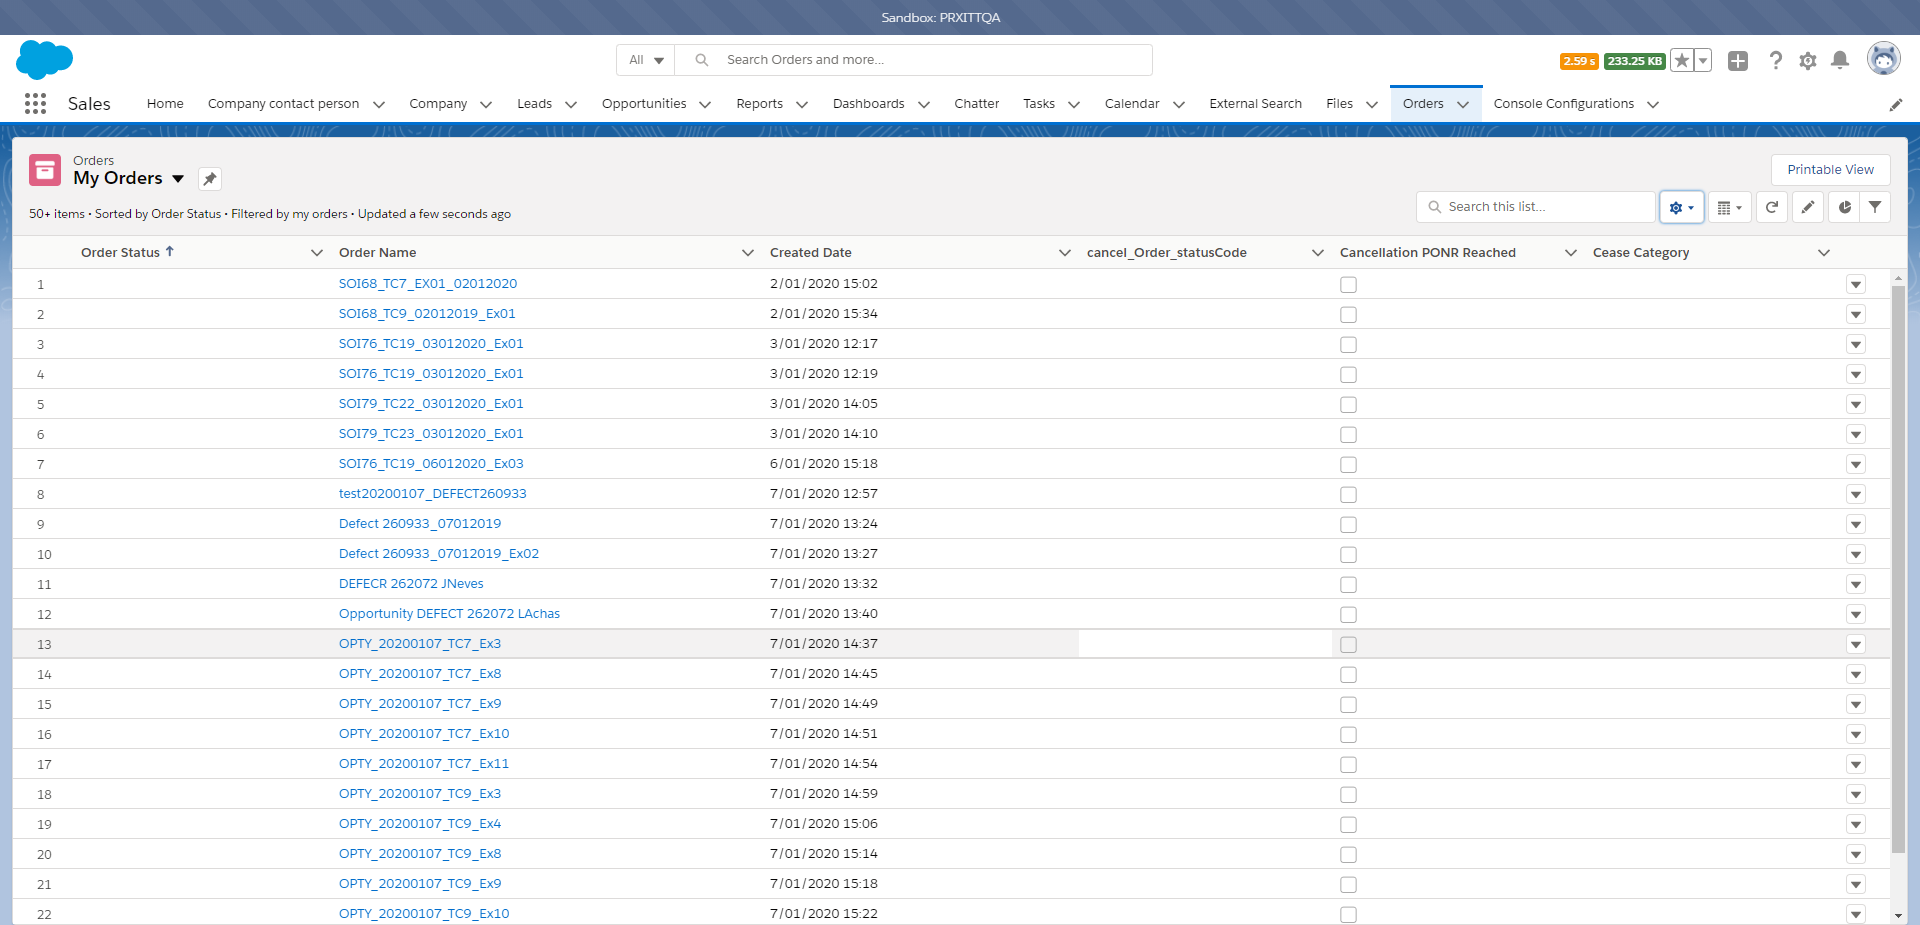 Sandbox: PRXITTQA
All Search Orders and more... 2.59 s 233.25 KB
Sales Home Company contact person Company Leads Opportunities Reports Dashboards Chatter Tasks Calendar External Search Files Orders Console Configurations
Orders
My Orders
Printable View
50+ items • Sorted by Order Status • Filtered by my orders • Updated a few seconds ago
Search this list...
Order Status Order Name Created Date cancel_Order_statusCode Cancellation PONR Reached Cease Category
1 SOI68_TC7_EX01_02012020 2/01/2020 15:02
2 SOI68_TC9_02012019_Ex01 2/01/2020 15:34
3 SOI76_TC19_03012020_Ex01 3/01/2020 12:17
4 SOI76_TC19_03012020_Ex01 3/01/2020 12:19
5 SOI79_TC22_03012020_Ex01 3/01/2020 14:05
6 SOI79_TC23_03012020_Ex01 3/01/2020 14:10
7 SOI76_TC19_06012020_Ex03 6/01/2020 15:18
8 test20200107_DEFECT260933 7/01/2020 12:57
9 Defect 260933_07012019 7/01/2020 13:24
10 Defect 260933_07012019_Ex02 7/01/2020 13:27
11 DEFECR 262072 JNeves 7/01/2020 13:32
12 Opportunity DEFECT 262072 LAchas 7/01/2020 13:40
13 OPTY_20200107_TC7_Ex3 7/01/2020 14:37
14 OPTY_20200107_TC7_Ex8 7/01/2020 14:45
15 OPTY_20200107_TC7_Ex9 7/01/2020 14:49
16 OPTY_20200107_TC7_Ex10 7/01/2020 14:51
17 OPTY_20200107_TC7_Ex11 7/01/2020 14:54
18 OPTY_20200107_TC9_Ex3 7/01/2020 14:59
19 OPTY_20200107_TC9_Ex4 7/01/2020 15:06
20 OPTY_20200107_TC9_Ex8 7/01/2020 15:14
21 OPTY_20200107_TC9_Ex9 7/01/2020 15:18
22 OPTY_20200107_TC9_Ex10 7/01/2020 15:22